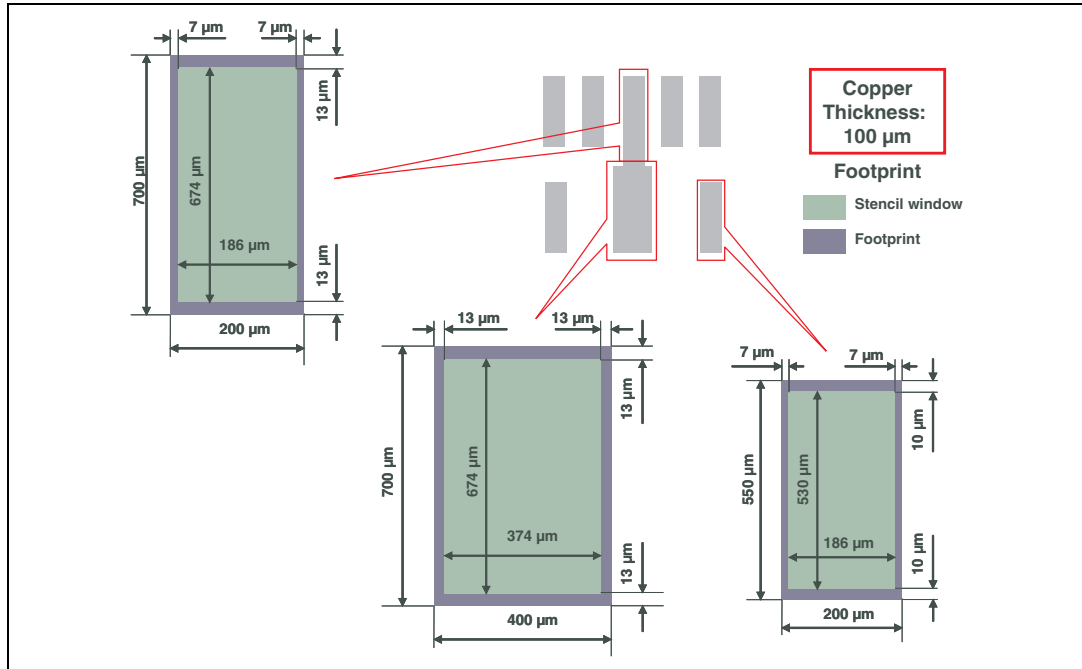 7 µm
7 µm
700 µm
13 µm
674 µm
186 µm
13 µm
200 µm
Copper
Thickness:
100 µm
Footprint
Stencil window
Footprint
13 µm
13 µm
700 µm
13 µm
674 µm
374 µm
13 µm
400 µm
7 µm
7 µm
550 µm
10 µm
530 µm
186 µm
10 µm
200 µm